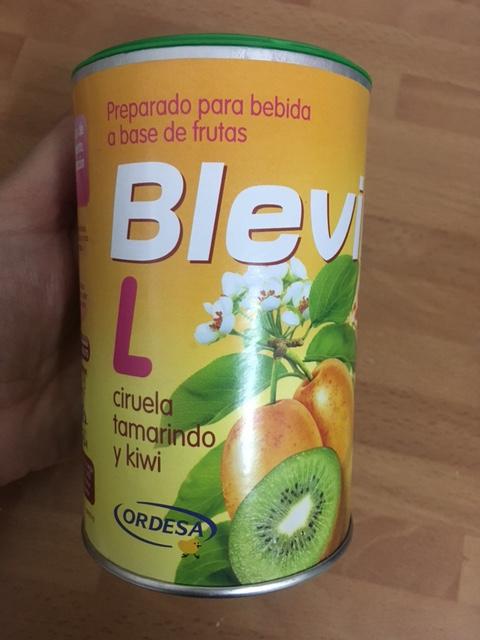 Preparado para bebida
a base de frutas
Blevi
L
ciruela
tamarindo
y kiwi
ORDESA